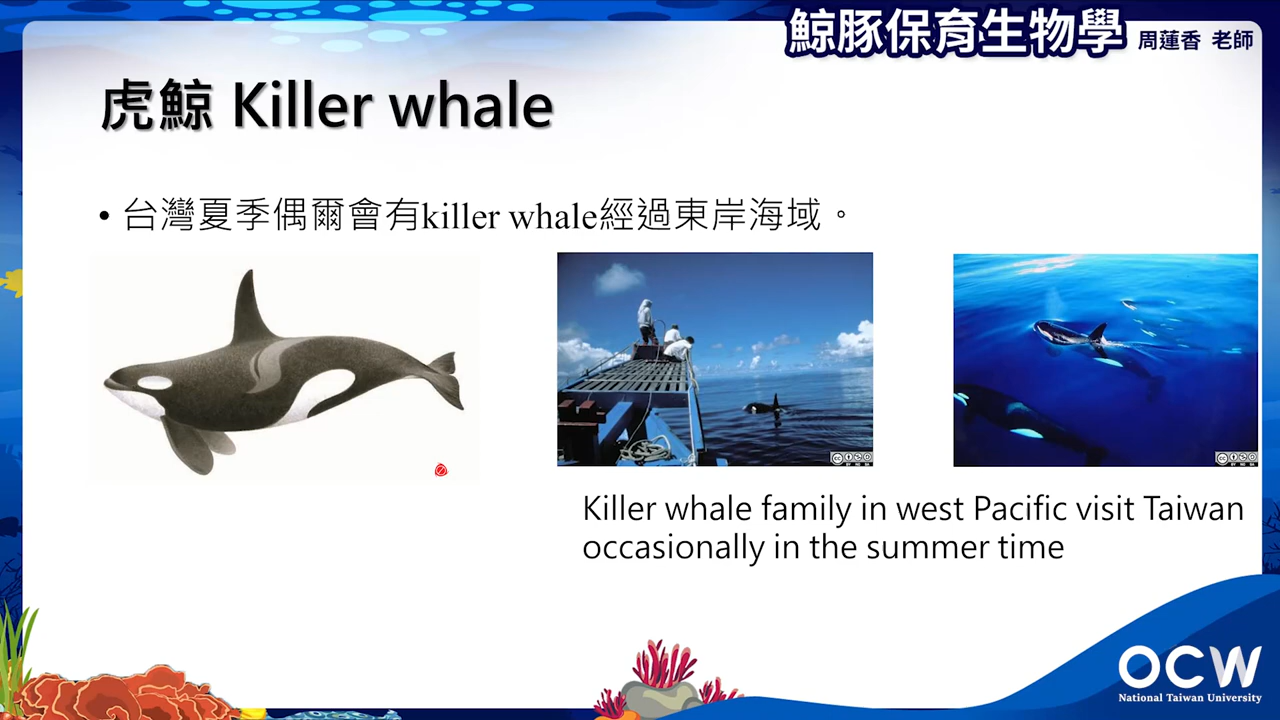 鯨豚保育生物學 周蓮香 老師
虎鯨 Killer whale
• 台灣夏季偶爾會有killer whale經過東岸海域。
Killer whale family in west Pacific visit Taiwan
occasionally in the summer time
OCW
National Taiwan University